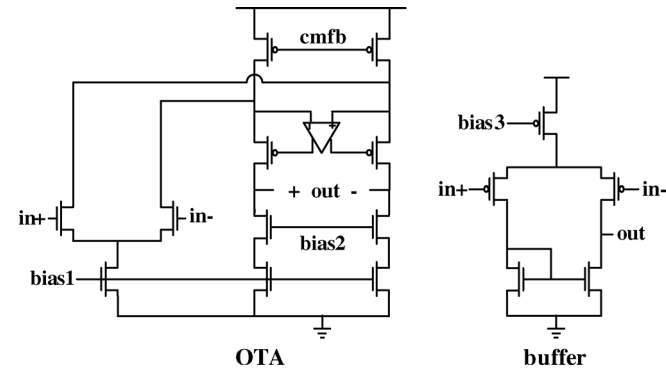 cmfb
bias3
+
+ out -
in+
in-
in+
in-
out
bias2
bias1
OTA
buffer